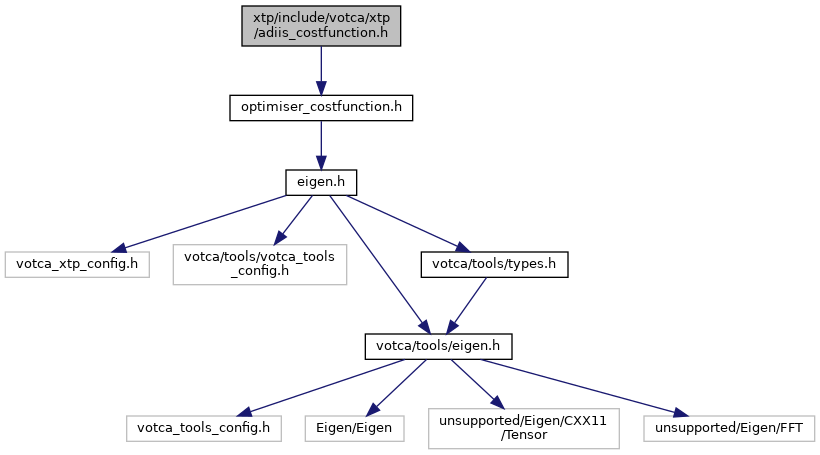 xtp/include/votca/xtp
/adiis_costfunction.h
optimiser_costfunction.h
eigen.h
votca_xtp_config.h
votca/tools/votca_tools
_config.h
votca/tools/types.h
votca/tools/eigen.h
votca_tools_config.h
Eigen/Eigen
unsupported/Eigen/CXX11
/Tensor
unsupported/Eigen/FFT